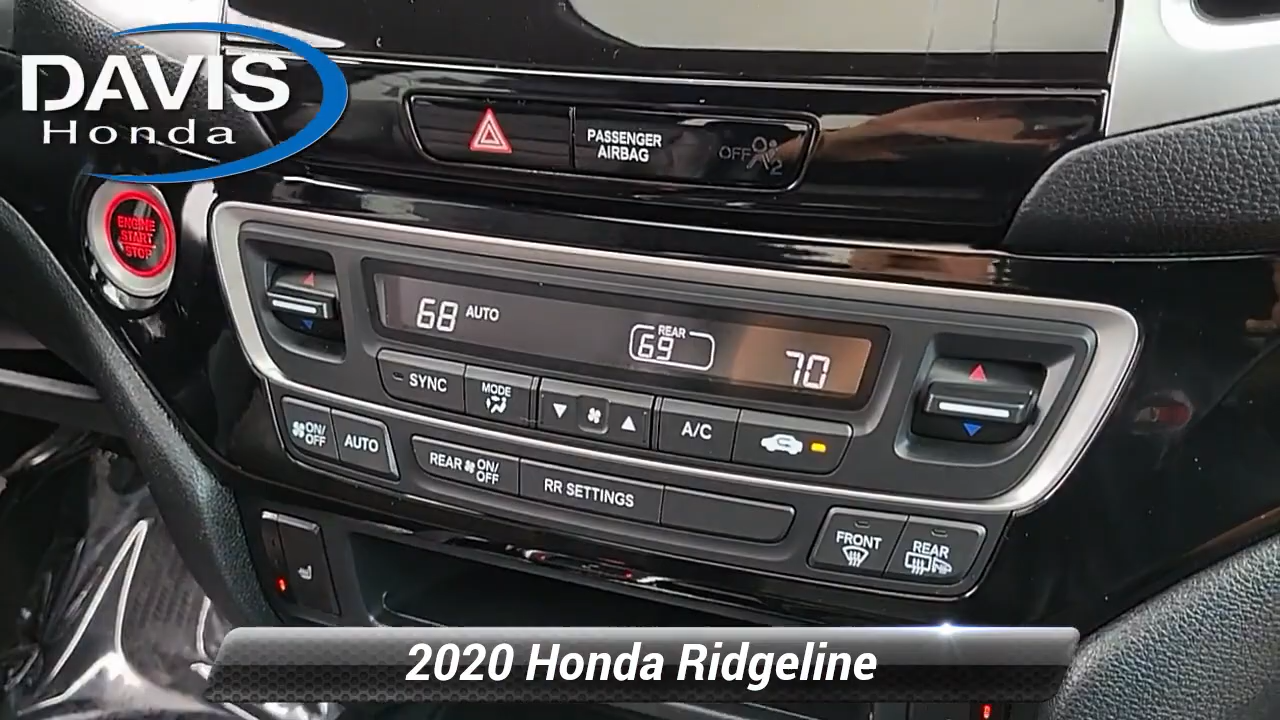 DAVIS
Honda
PASSENGER
AIRBAG
OFF
2
ENGINE
START
STOP
68 AUTO
REAR
69
70
SYNC
MODE
A/C
ON/
OFF
AUTO
REAR ON/
OFF
RR SETTINGS
FRONT
REAR
2020 Honda Ridgeline